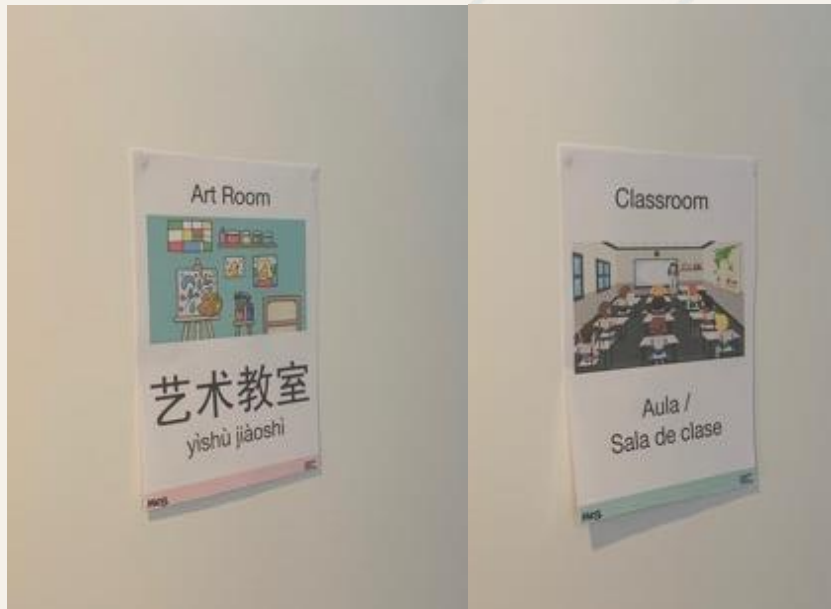 Art Room
艺术教室
yìshù jiàoshì
Classroom
Aula /
Sala de clase